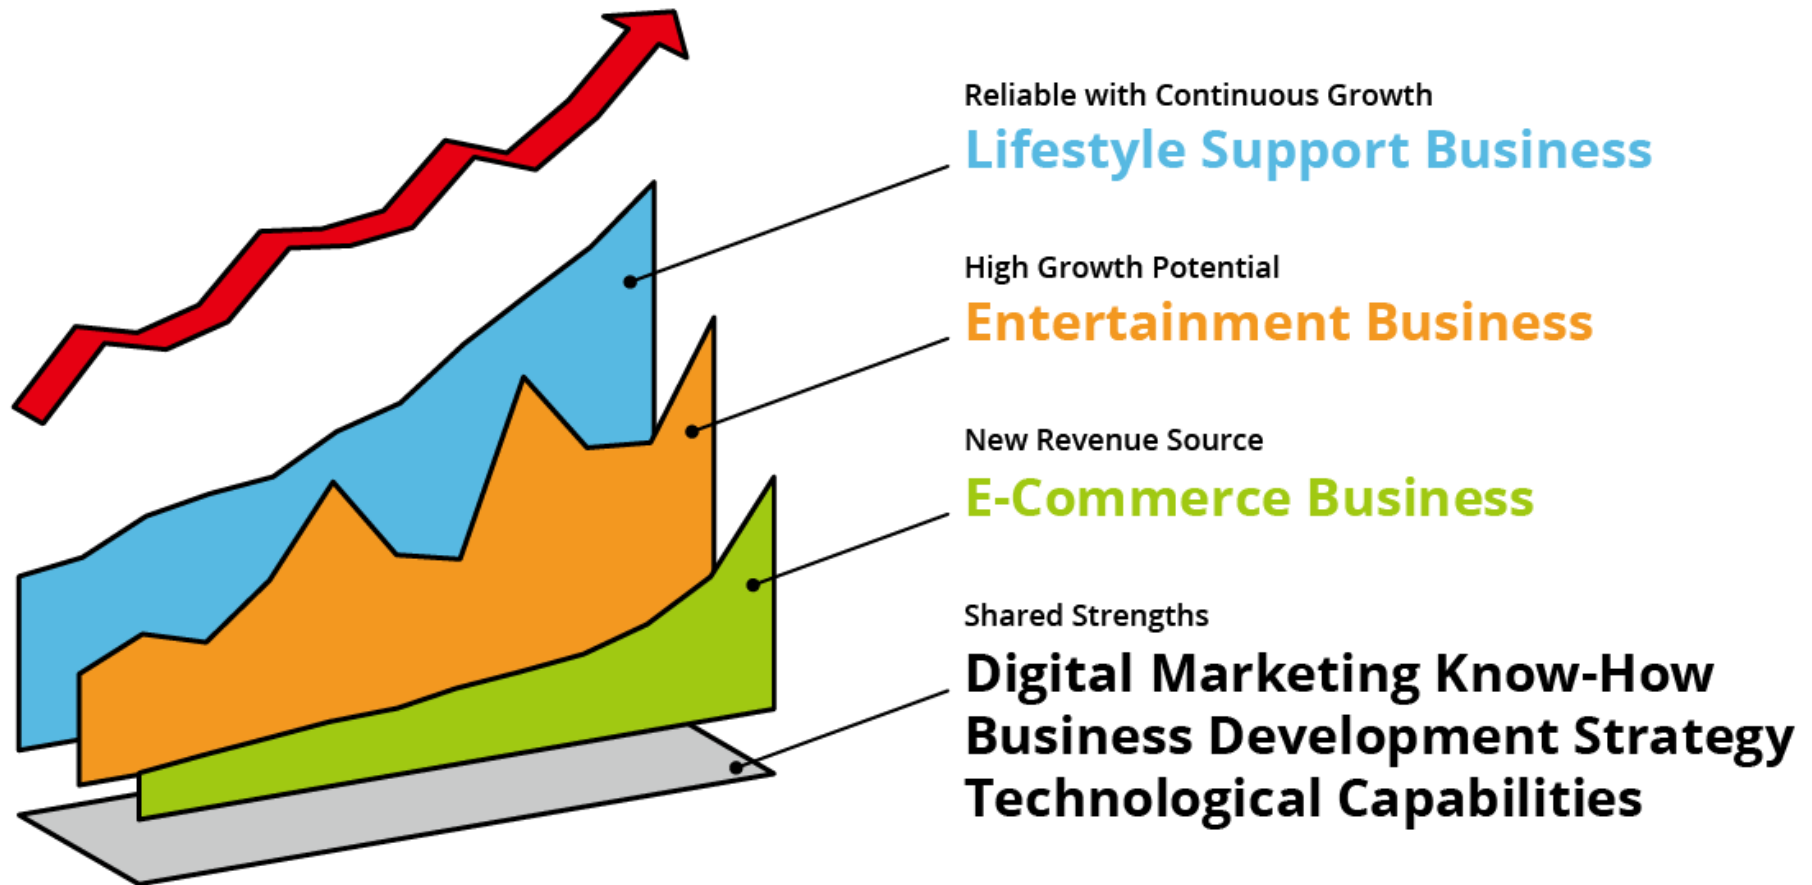 Reliable with Continuous Growth
Lifestyle Support Business
High Growth Potential
Entertainment Business
New Revenue Source
E-Commerce Business
Shared Strengths
Digital Marketing Know-How
Business Development Strategy
Technological Capabilities